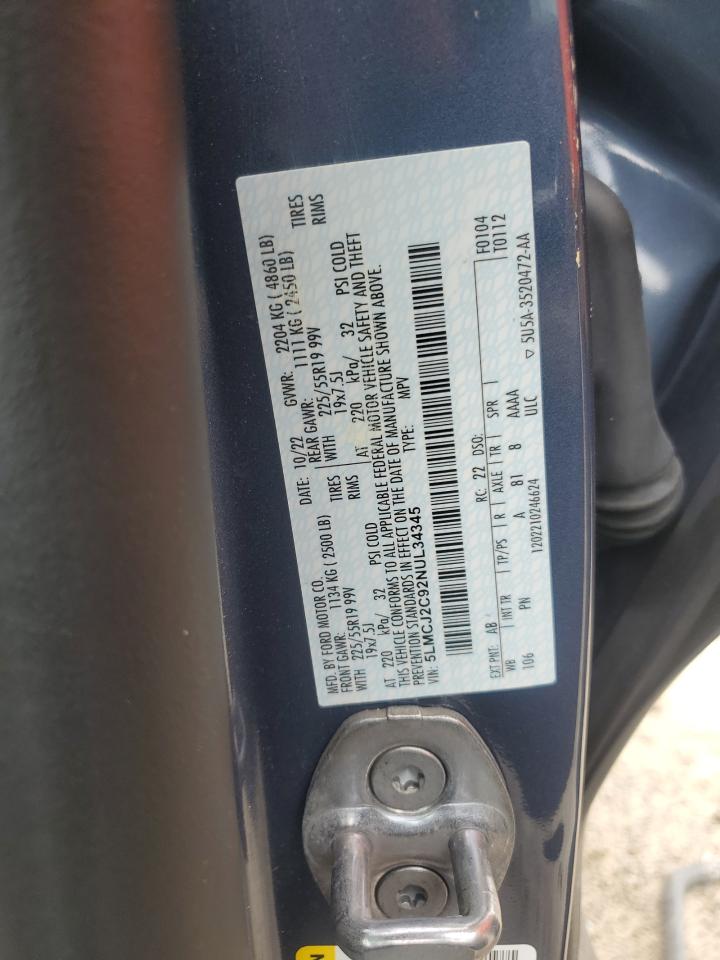 MFD. BY FORD MOTOR CO.
DATE: 10/22 GVWR: 2204 KG ( 4860 LB)
FRONT GAWR: 1134 KG ( 2500 LB) REAR GAWR: 1111 KG ( 2450 LB)
WITH 225/55R19 99V TIRES WITH 225/55R19 99V TIRES
19x7.5J RIMS 19x7.5J RIMS
AT 220 kPa/ 32 PSI COLD AT 220 kPa/ 32 PSI COLD
THIS VEHICLE CONFORMS TO ALL APPLICABLE FEDERAL MOTOR VEHICLE SAFETY AND THEFT
PREVENTION STANDARDS IN EFFECT ON THE DATE OF MANUFACTURE SHOWN ABOVE.
VIN: 5LMCJ2C92NUL34345 TYPE: MPV
EXT PNT: AB RC: 22 DSO: F0104
T0112
WB INT TR TP/PS R AXLE TR SPR
106 PN A 81 8 AAAA
1202210246624 ULC ▽ 5U5A-3520472-AA
N